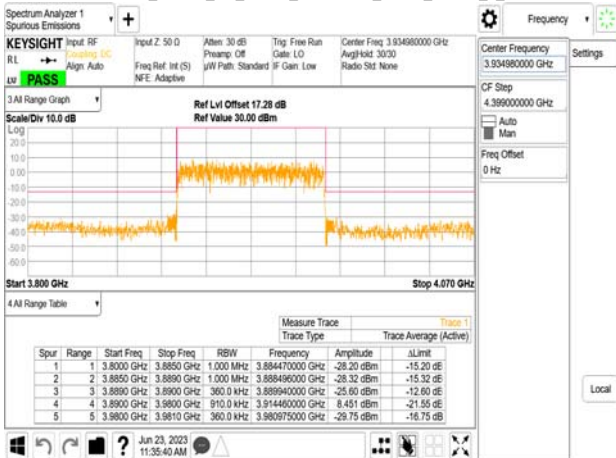 Spectrum Analyzer 1
Spurious Emissions
+
Frequency
KEYSIGHT Input: RF Input Z: 50 Ω Atten: 30 dB Trig: Free Run Center Freq: 3.934980000 GHz
RL Coupling: DC Preamp: Off Gate: LO Avg|Hold: 30/30
Align: Auto Freq Ref: Int (S) µW Path: Standard IF Gain: Low Radio Std: None
LV PASS NFE: Adaptive
Center Frequency
3.934980000 GHz
Settings
CF Step
4.399000000 GHz
Auto
Man
Freq Offset
0 Hz
3 All Range Graph
Ref Lvl Offset 17.28 dB
Scale/Div 10.0 dB Ref Value 30.00 dBm
Log
20.0
10.0
0.00
-10.0
-20.0
-30.0
-40.0
-50.0
-60.0
Start 3.800 GHz Stop 4.070 GHz
4 All Range Table
Measure Trace Trace 1
Trace Type Trace Average (Active)
Spur Range Start Freq Stop Freq RBW Frequency Amplitude ΔLimit
1 1 3.8000 GHz 3.8850 GHz 1.000 MHz 3.884470000 GHz -28.20 dBm -15.20 dB
2 2 3.8850 GHz 3.8890 GHz 1.000 MHz 3.888496000 GHz -28.32 dBm -15.32 dB
3 3 3.8890 GHz 3.8900 GHz 360.0 kHz 3.889940000 GHz -25.60 dBm -12.60 dB
4 4 3.8900 GHz 3.9800 GHz 910.0 kHz 3.914460000 GHz 8.451 dBm -21.55 dB
5 5 3.9800 GHz 3.9810 GHz 360.0 kHz 3.980975000 GHz -29.75 dBm -16.75 dB
Local
? Jun 23, 2023
11:35:40 AM